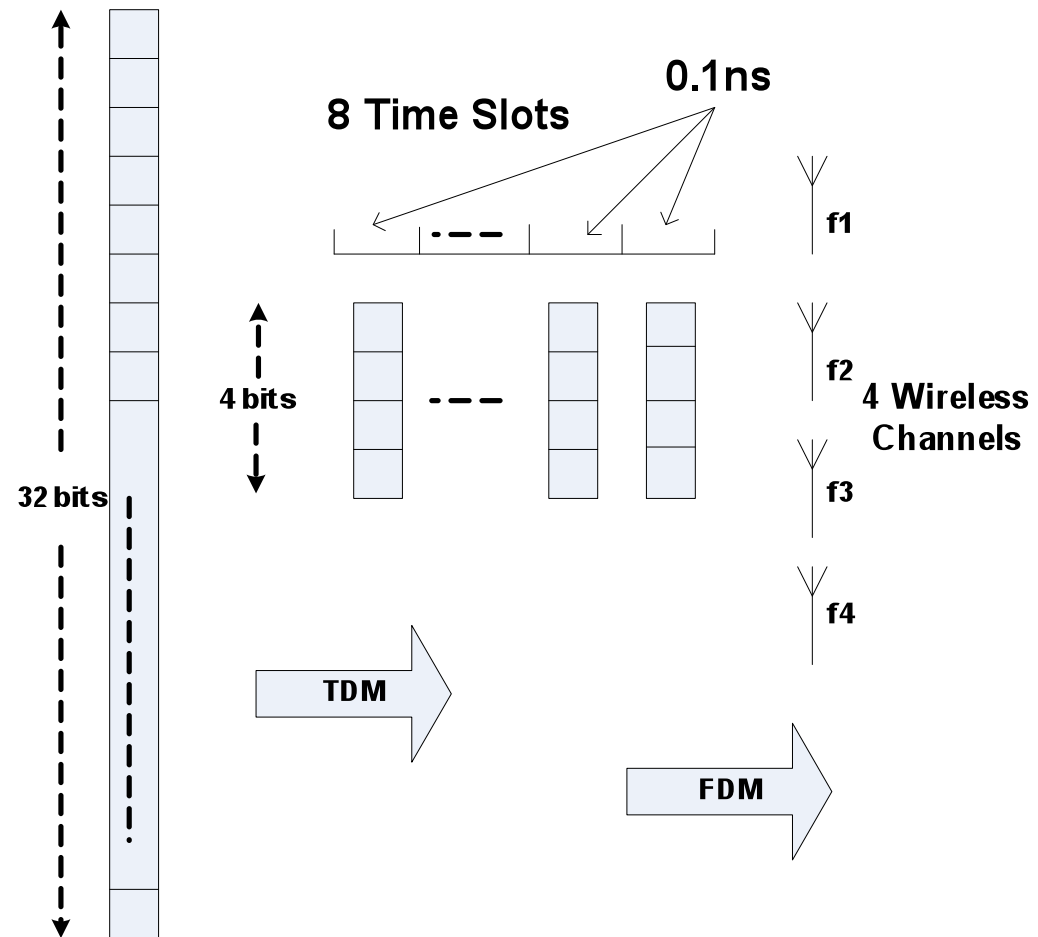 0.1ns
8 Time Slots
f1
4 bits
f2
4 Wireless
Channels
32 bits
f3
f4
TDM
FDM